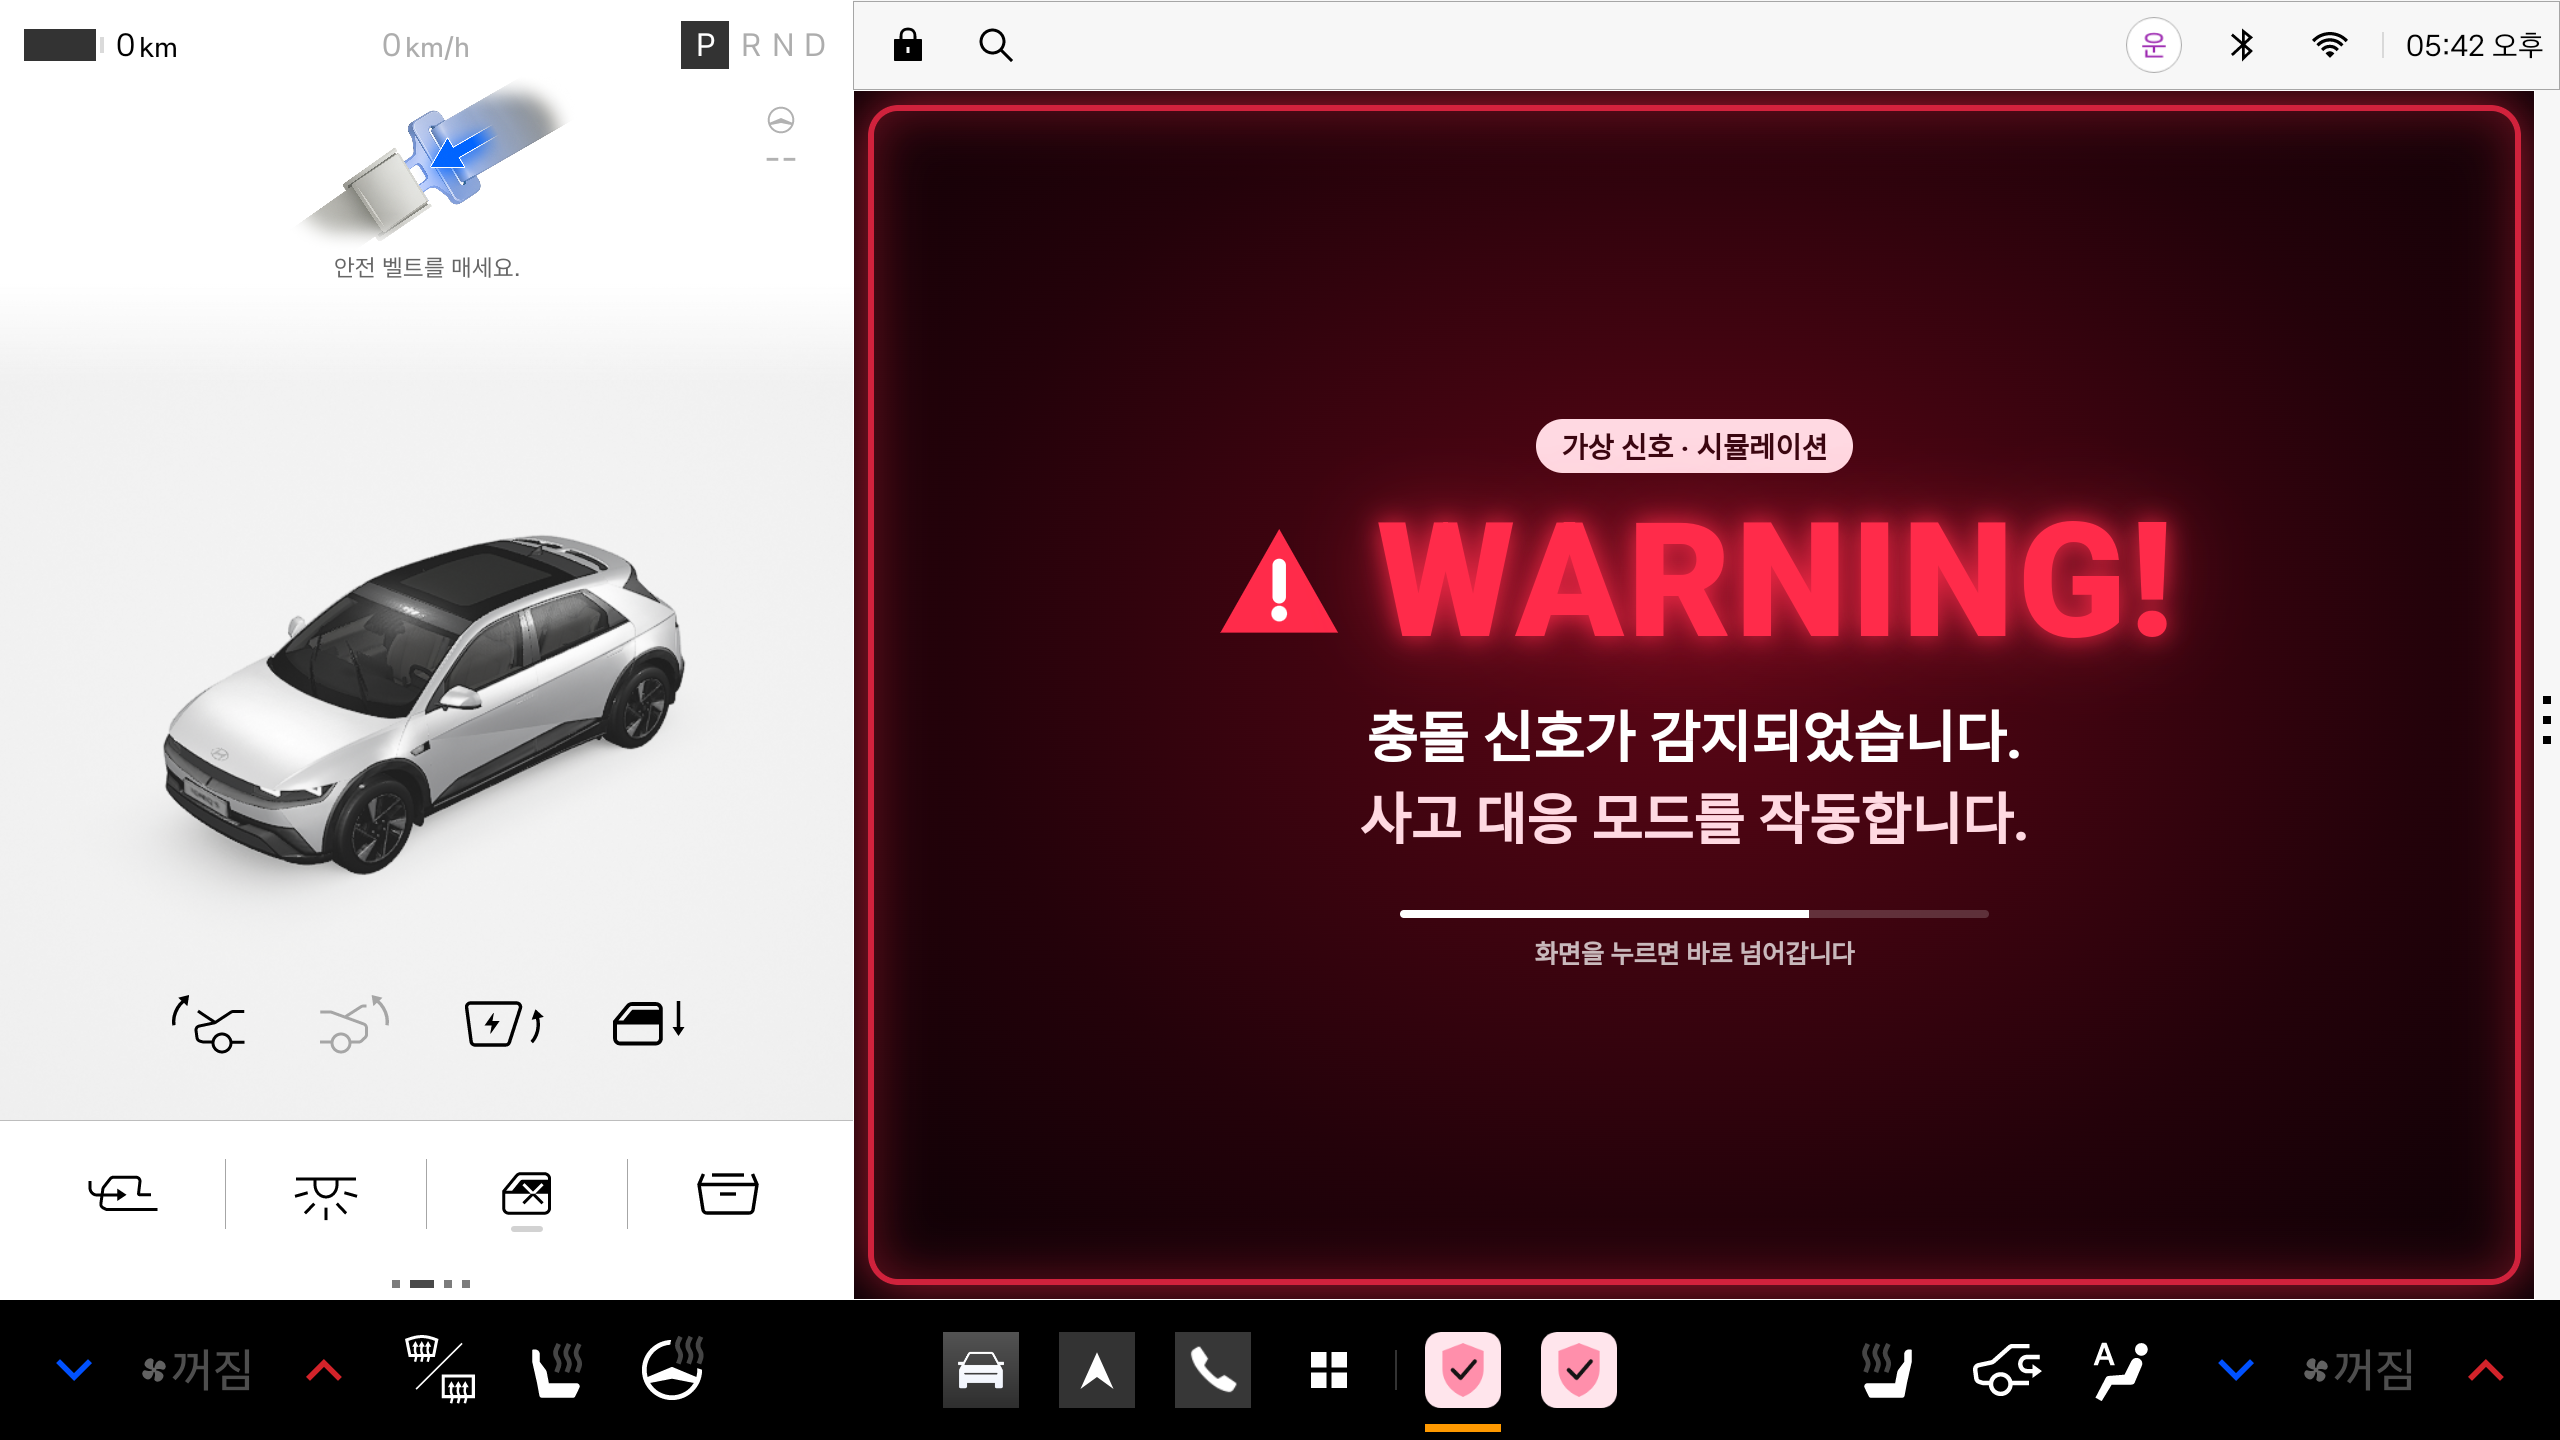 0 km
0 km/h
P R N D
05:42 오후
운
안전 벨트를 매세요.
가상 신호 · 시뮬레이션
WARNING!
충돌 신호가 감지되었습니다.
사고 대응 모드를 작동합니다.
화면을 누르면 바로 넘어갑니다
꺼짐
A
꺼짐